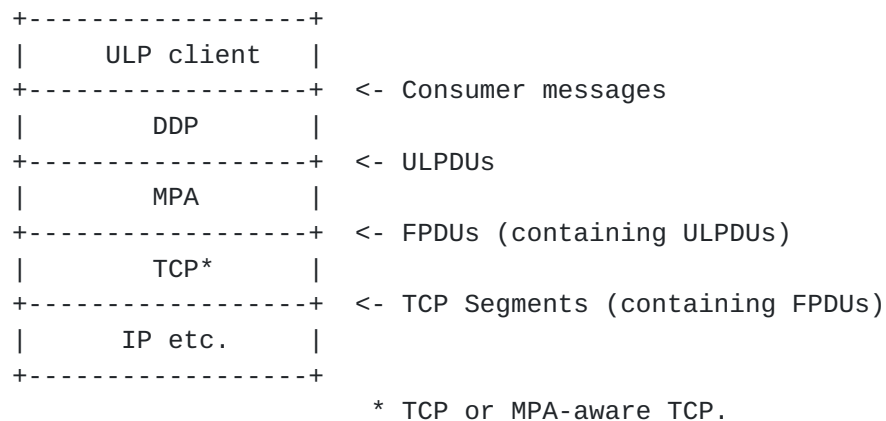 +------------------+
|     ULP client   |
+------------------+  <- Consumer messages
|        DDP       |
+------------------+  <- ULPDUs
|        MPA       |
+------------------+  <- FPDUs (containing ULPDUs)
|        TCP*      |
+------------------+  <- TCP Segments (containing FPDUs)
|      IP etc.     |
+------------------+
                       * TCP or MPA-aware TCP.